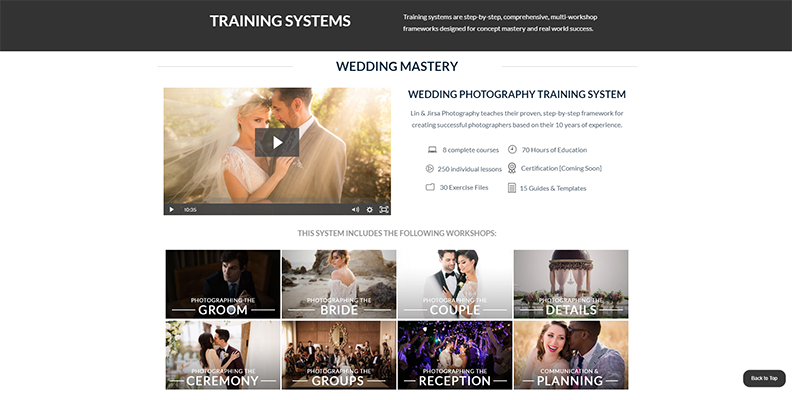 TRAINING SYSTEMS
Training systems are step-by-step, comprehensive, multi-workshop
frameworks designed for concept mastery and real world success.
WEDDING MASTERY
WEDDING PHOTOGRAPHY TRAINING SYSTEM
Lin & Jirsa Photography teaches their proven, step-by-step framework for
creating successful photographers based on their 10 years of experience.
8 complete courses
70 Hours of Education
250 individual lessons
Certification [Coming Soon]
30 Exercise Files
15 Guides & Templates
10:35
THIS SYSTEM INCLUDES THE FOLLOWING WORKSHOPS:
PHOTOGRAPHING THE
GROOM
PHOTOGRAPHING THE
BRIDE
PHOTOGRAPHING THE
COUPLE
PHOTOGRAPHING THE
DETAILS
PHOTOGRAPHING THE
CEREMONY
PHOTOGRAPHING THE
GROUPS
PHOTOGRAPHING THE
RECEPTION
COMMUNICATION &
PLANNING
Back to Top